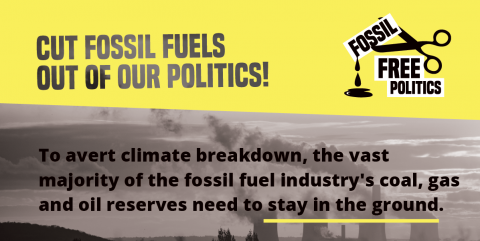 CUT FOSSIL FUELS
OUT OF OUR POLITICS!
FOSSIL
FREE
POLITICS
To avert climate breakdown, the vast
majority of the fossil fuel industry's coal, gas
and oil reserves need to stay in the ground.